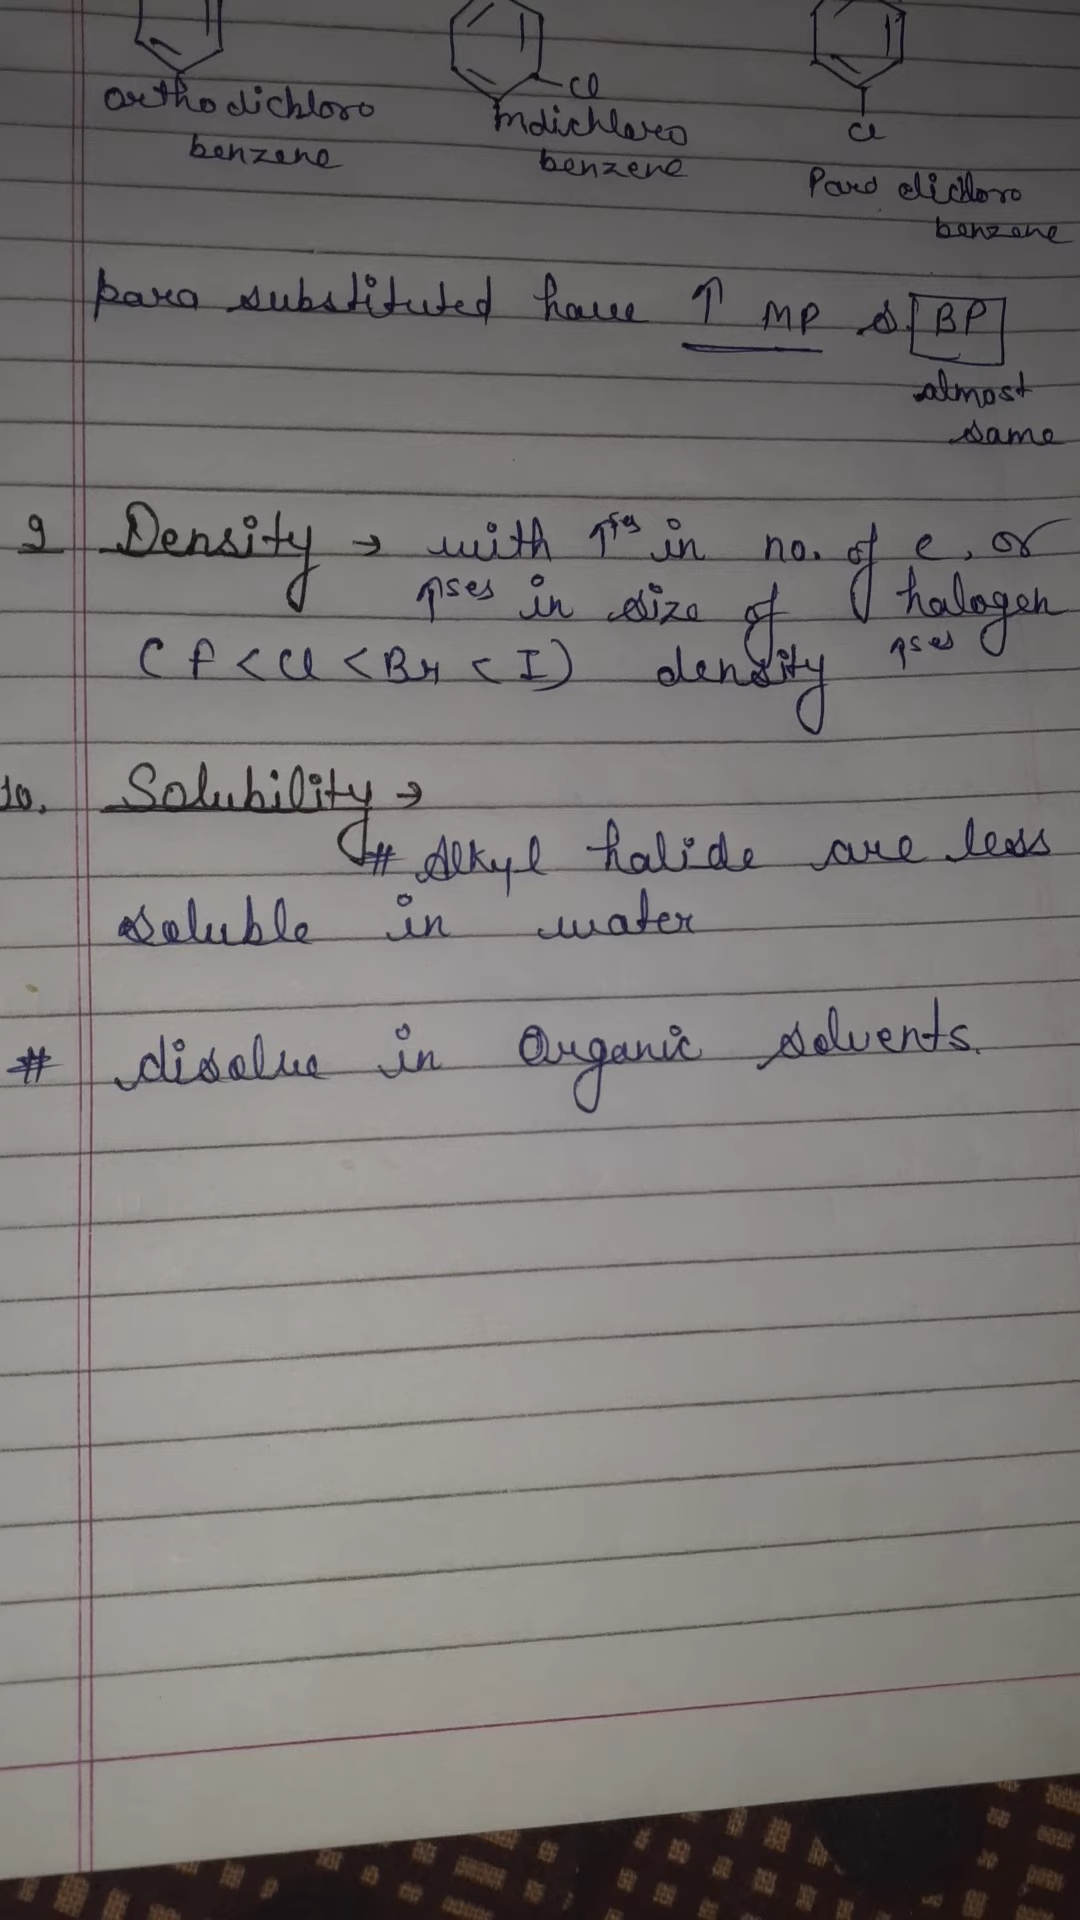 Cl
Cl
ortho dichloro
benzene
mdichloro
benzene
Para dichloro
benzene
para substituted have ↑ MP & BP
almost
same
9 Density → with ↑ses in no. of c, or
↑ses in size of halogen
(F < Cl < Br < I) density ↑ses
10. Solubility →
# Alkyl halide are less
soluble in water
# disolve in Organic solvents.